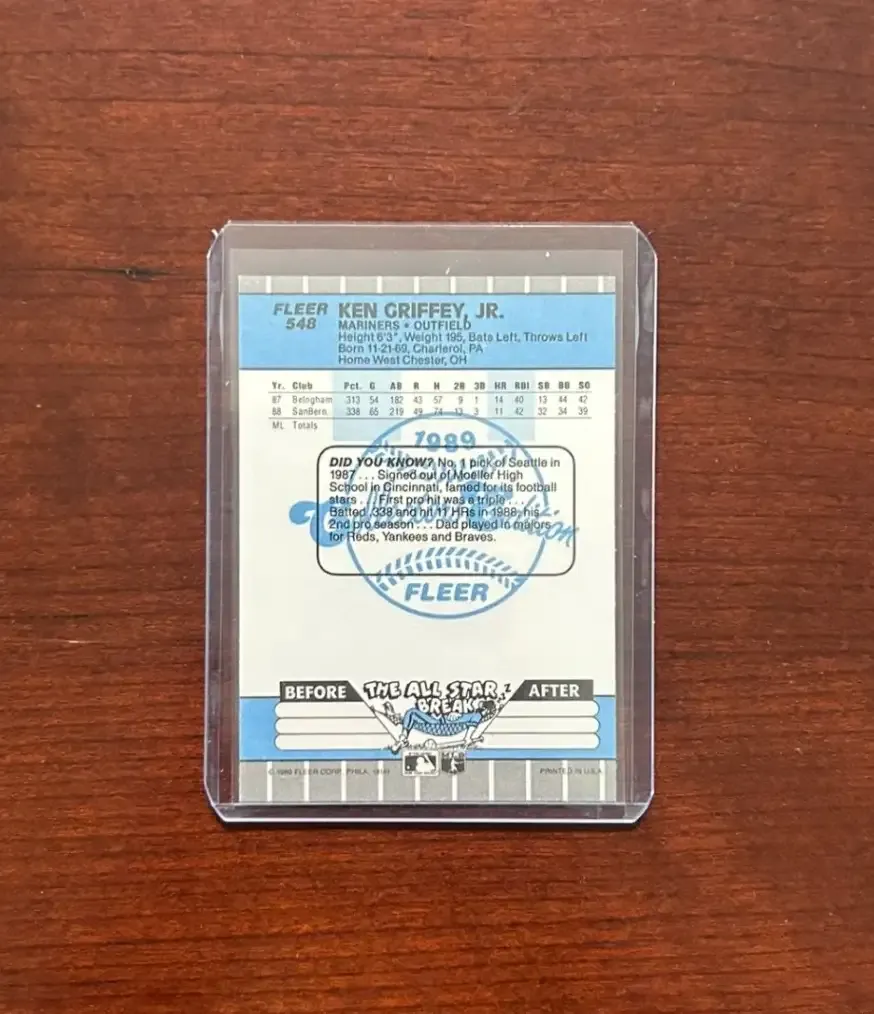 FLEER
548
KEN GRIFFEY, JR.
MARINERS • OUTFIELD
Height 6'3", Weight 195, Bats Left, Throws Left
Born 11-21-69, Charleroi, PA
Home West Chester, OH
Yr. Club Pct. G AB R H 2B 3B HR RBI SB BB SO
87 Belngham .313 54 182 43 57 9 1 14 40 13 44 42
88 SanBern. .338 65 219 49 74 13 3 11 42 32 34 39
ML Totals
1989
DID YOU KNOW? No. 1 pick of Seattle in
1987 . . . Signed out of Moeller High
School in Cincinnati, famed for its football
stars . . . First pro hit was a triple . . .
Batted .338 and hit 11 HRs in 1988, his
2nd pro season . . . Dad played in majors
for Reds, Yankees and Braves.
FLEER
BEFORE THE ALL STAR BREAK AFTER
© 1989 FLEER CORP. PHILA. PRINTED IN U.S.A.